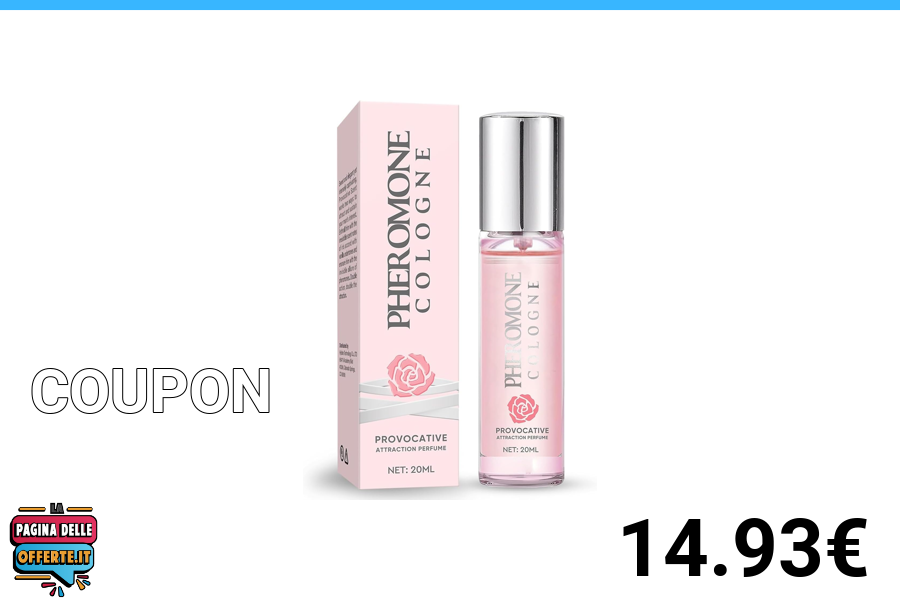 PHEROMONE
COLOGNE
PROVOCATIVE
ATTRACTION PERFUME
NET: 20ML
PHEROMONE
COLOGNE
PROVOCATIVE
ATTRACTION PERFUME
NET: 20ML
COUPON
LA
PAGINA DELLE
OFFERTE.IT
14.93€